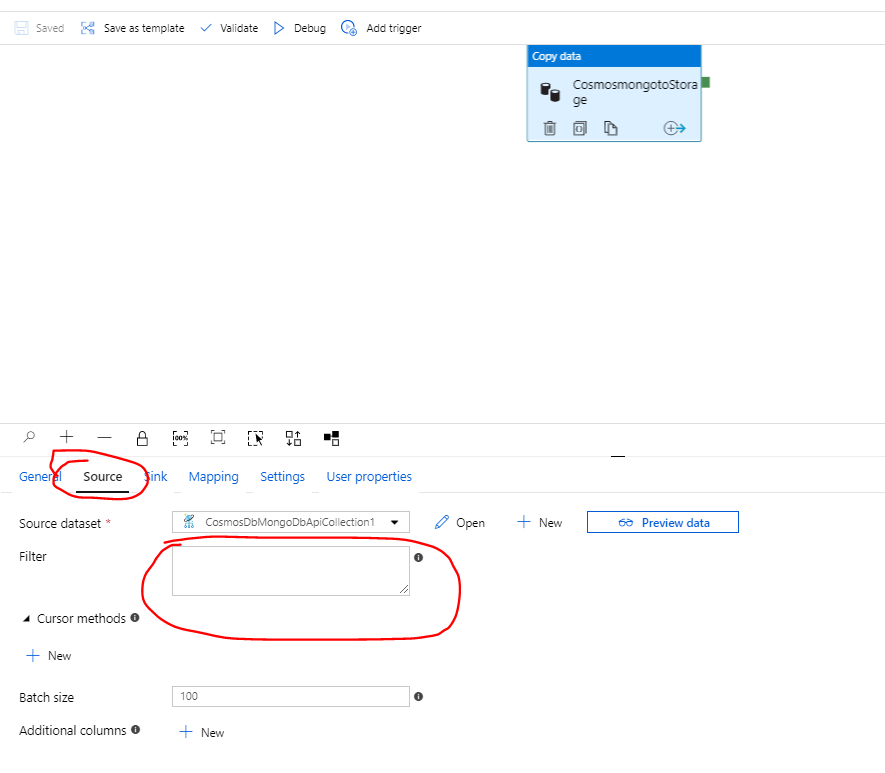 Saved Save as template Validate Debug Add trigger
Copy data
CosmosmongotoStora
ge
100%
General Source Sink Mapping Settings User properties
Source dataset * CosmosDbMongoDbApiCollection1 Open New Preview data
Filter
Cursor methods
New
Batch size 100
Additional columns New